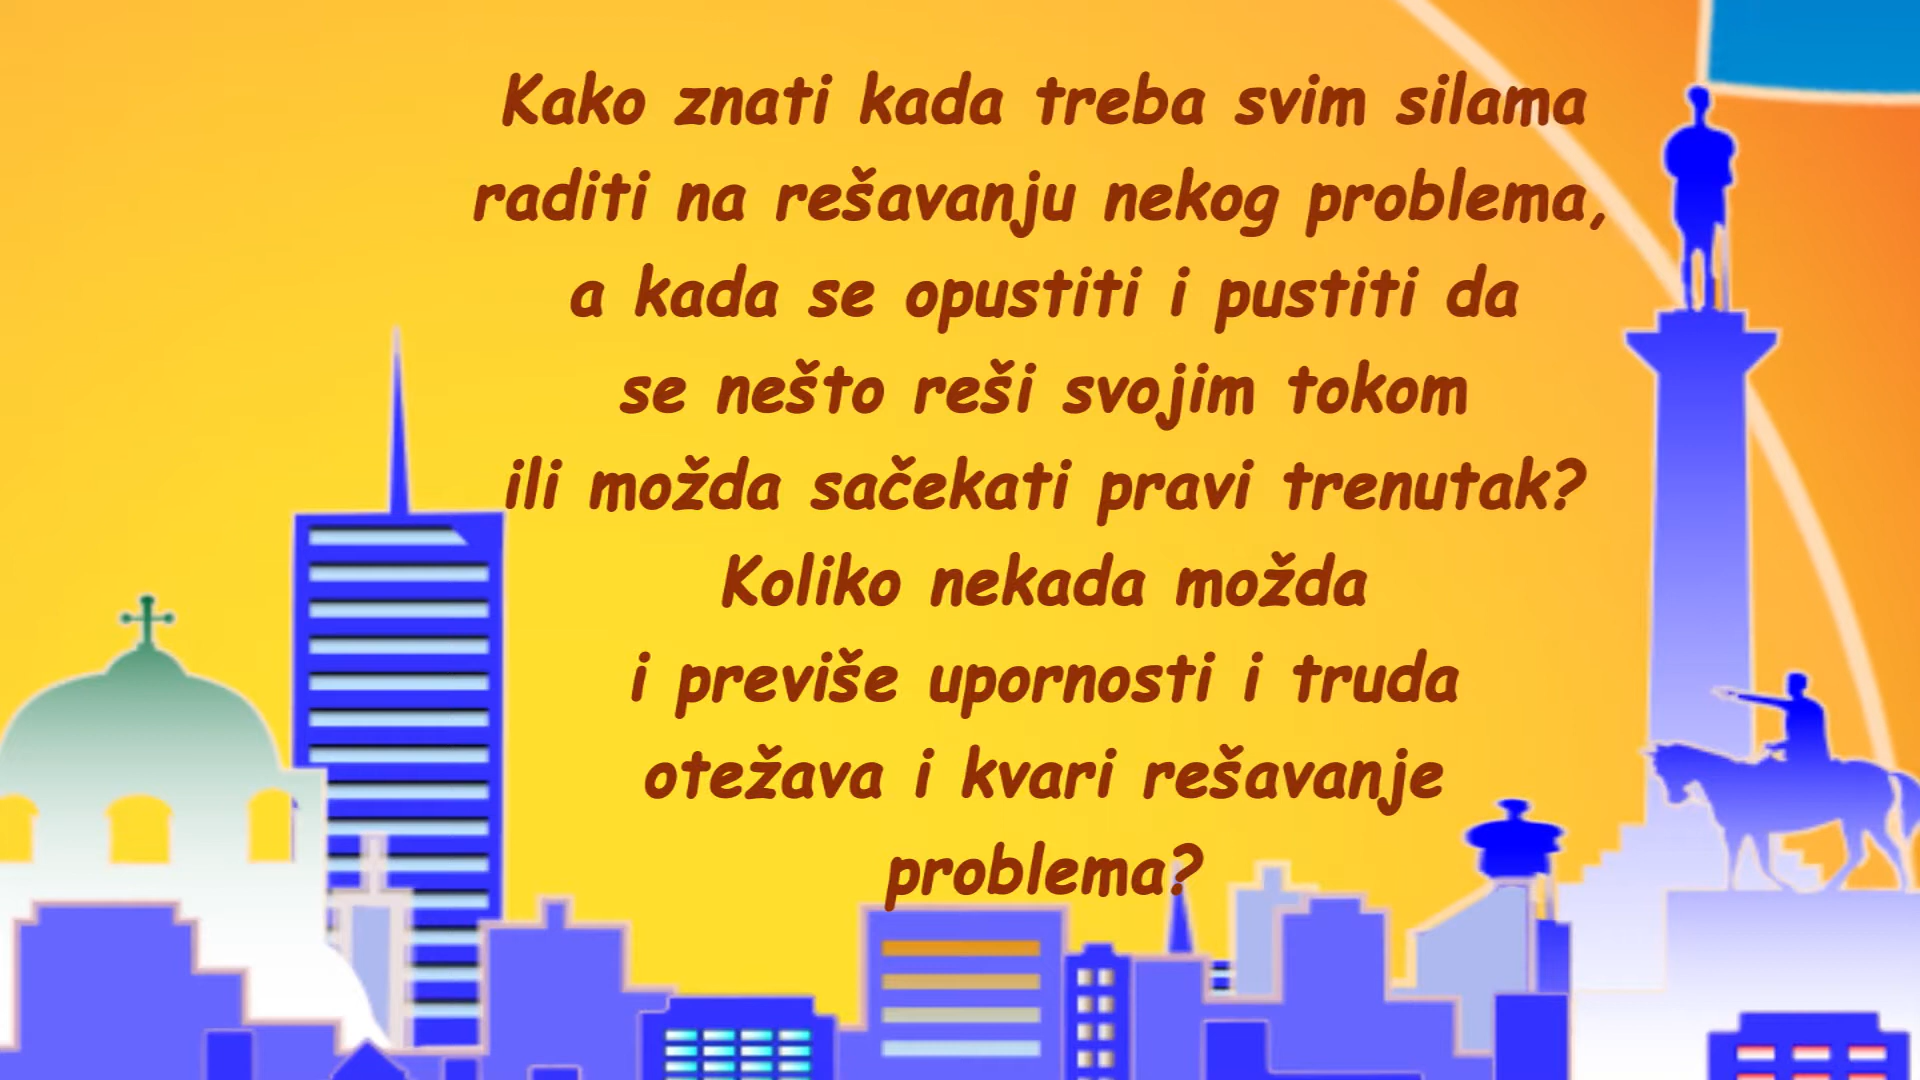 Kako znati kada treba svim silama
raditi na rešavanju nekog problema,
a kada se opustiti i pustiti da
se nešto reši svojim tokom
ili možda sačekati pravi trenutak?
Koliko nekada možda
i previše upornosti i truda
otežava i kvari rešavanje
problema?